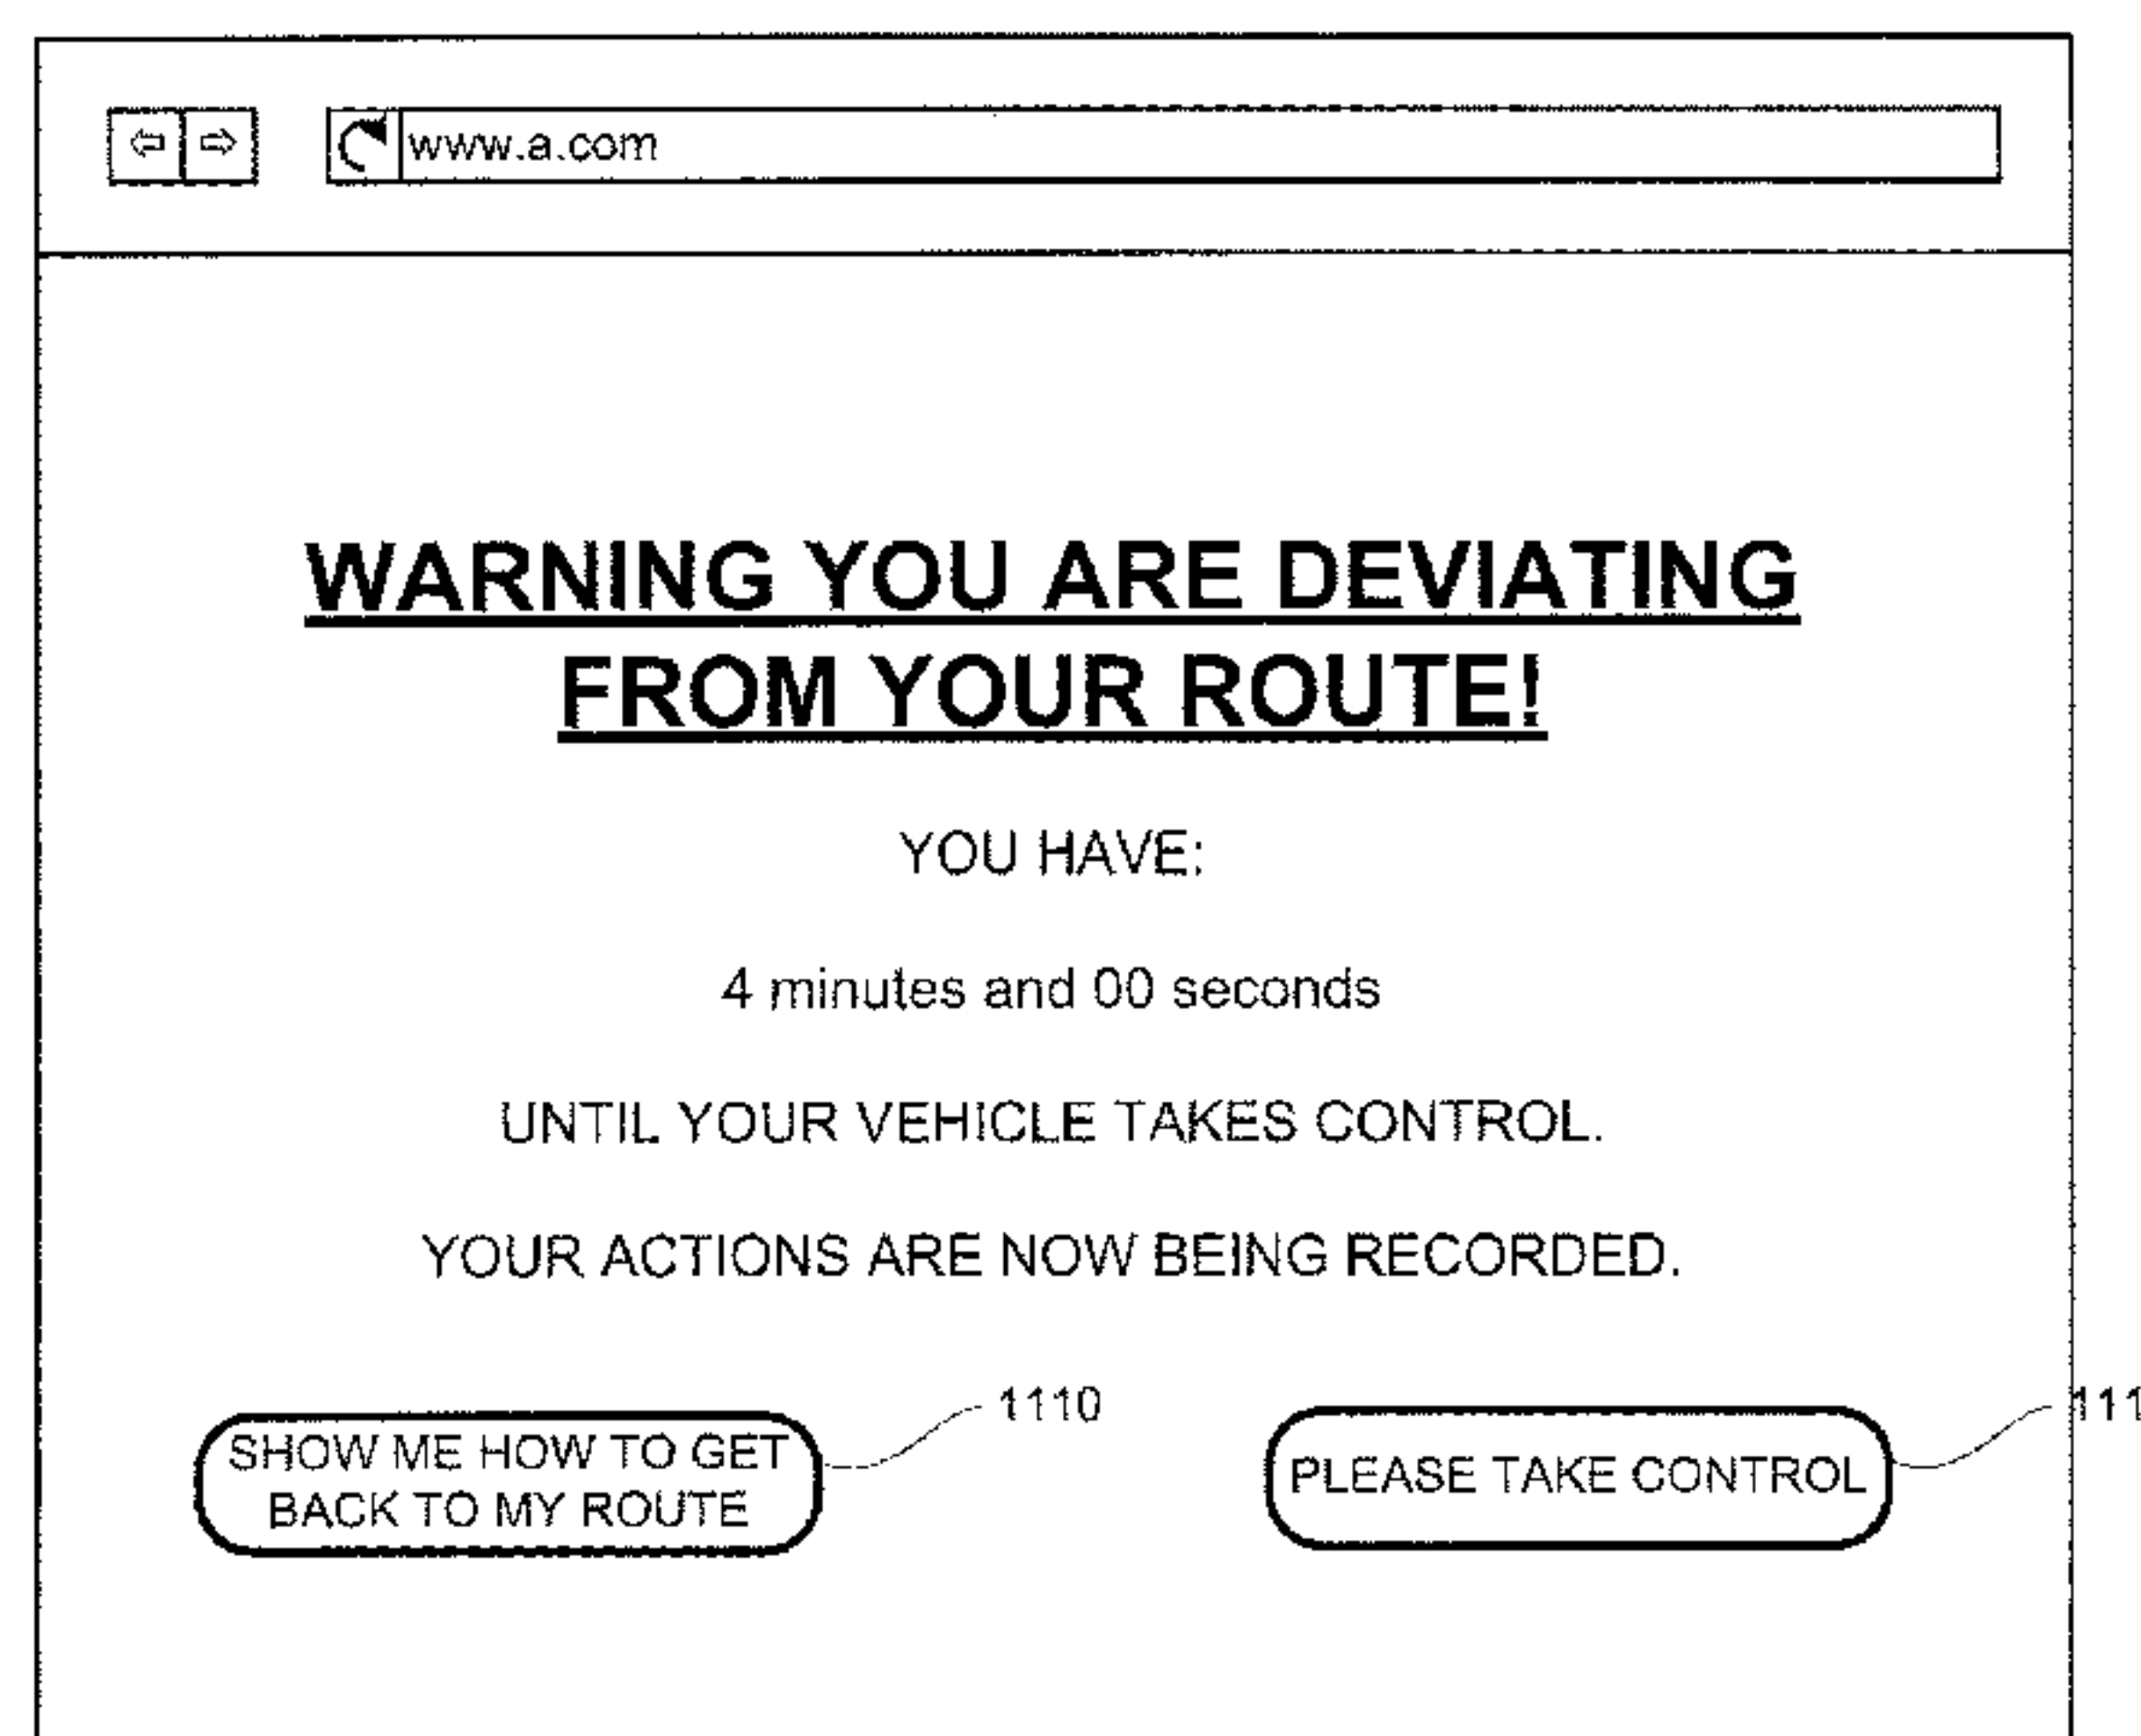 www.a.com
WARNING YOU ARE DEVIATING
FROM YOUR ROUTE!
YOU HAVE:
4 minutes and 00 seconds
UNTIL YOUR VEHICLE TAKES CONTROL.
YOUR ACTIONS ARE NOW BEING RECORDED.
1110
SHOW ME HOW TO GET
BACK TO MY ROUTE
PLEASE TAKE CONTROL